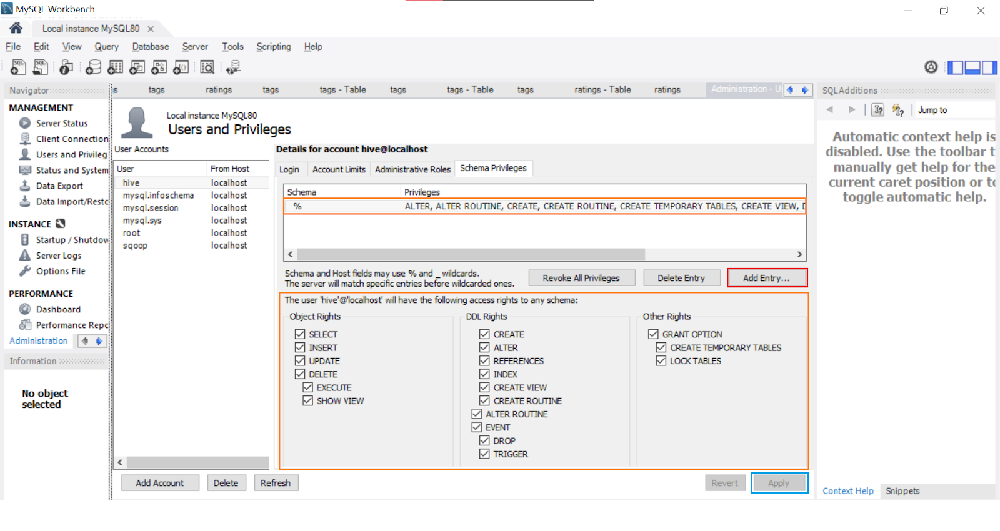 MySQL Workbench
Local instance MySQL80
File Edit View Query Database Server Tools Scripting Help
Navigator
s tags ratings tags tags - Table tags tags - Table tags ratings - Table ratings Administration - U
SQLAdditions
MANAGEMENT
Server Status
Client Connection
Users and Privileg
Status and System
Data Export
Data Import/Resto
INSTANCE
Startup / Shutdow
Server Logs
Options File
PERFORMANCE
Dashboard
Performance Repo
Administration
Information
No object
selected
Local instance MySQL80
Users and Privileges
User Accounts
User From Host
hive localhost
mysql.infoschema localhost
mysql.session localhost
mysql.sys localhost
root localhost
sqoop localhost
Add Account Delete Refresh
Details for account hive@localhost
Login Account Limits Administrative Roles Schema Privileges
Schema Privileges
% ALTER, ALTER ROUTINE, CREATE, CREATE ROUTINE, CREATE TEMPORARY TABLES, CREATE VIEW, D
Schema and Host fields may use % and _ wildcards.
The server will match specific entries before wildcarded ones.
Revoke All Privileges Delete Entry Add Entry...
The user 'hive'@'localhost' will have the following access rights to any schema:
Object Rights
SELECT
INSERT
UPDATE
DELETE
EXECUTE
SHOW VIEW
DDL Rights
CREATE
ALTER
REFERENCES
INDEX
CREATE VIEW
CREATE ROUTINE
ALTER ROUTINE
EVENT
DROP
TRIGGER
Other Rights
GRANT OPTION
CREATE TEMPORARY TABLES
LOCK TABLES
Revert Apply
Jump to
Automatic context help is
disabled. Use the toolbar t
manually get help for the
current caret position or to
toggle automatic help.
Context Help Snippets